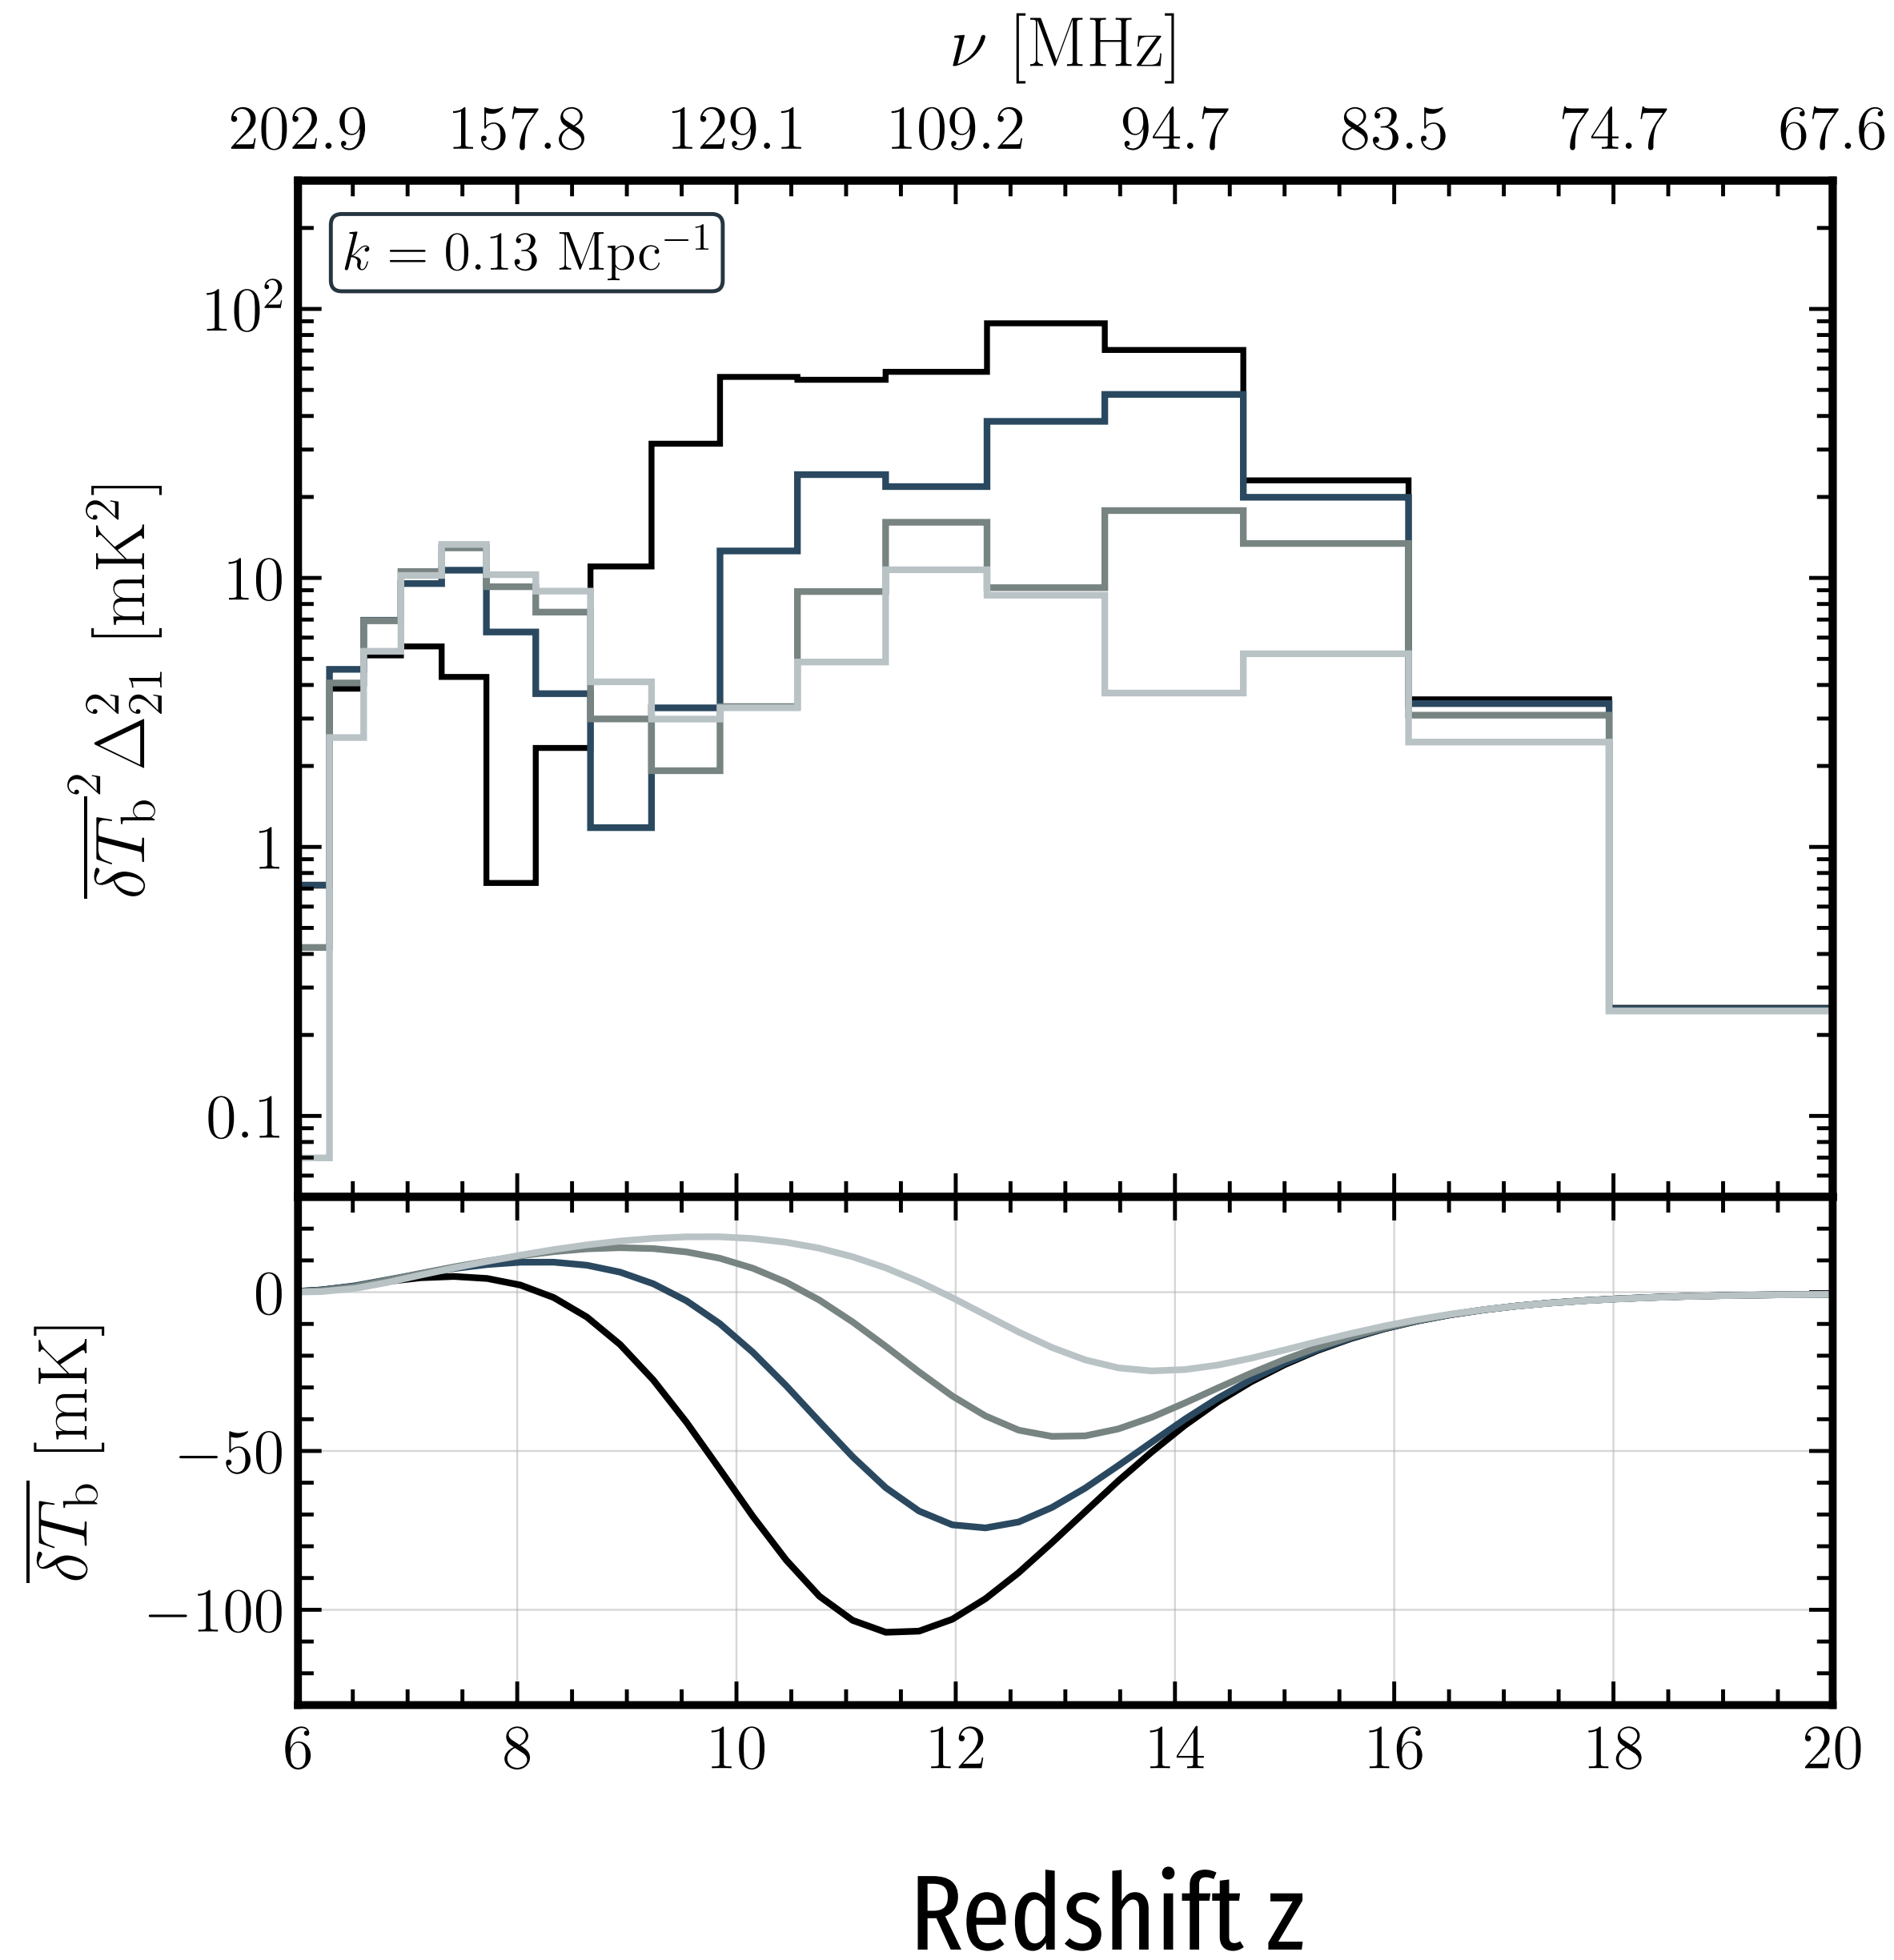 ν [MHz]
202.9 157.8 129.1 109.2 94.7 83.5 74.7 67.6
k = 0.13 Mpc⁻¹
10²
10
1
0.1
δT̅_b² Δ²₂₁ [mK²]
0
−50
−100
δT̅_b [mK]
6 8 10 12 14 16 18 20
Redshift z